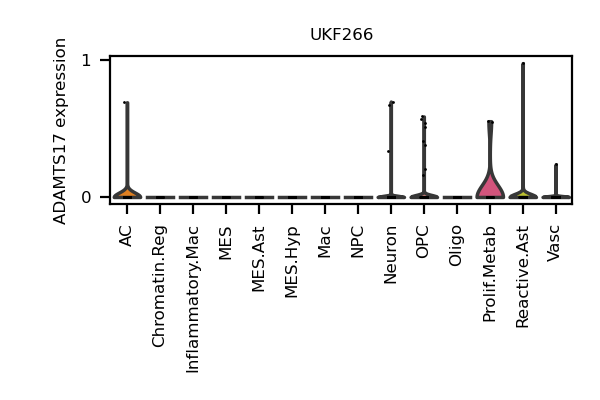 UKF266
ADAMTS17 expression
1
0
AC
Chromatin.Reg
Inflammatory.Mac
MES
MES.Ast
MES.Hyp
Mac
NPC
Neuron
OPC
Oligo
Prolif.Metab
Reactive.Ast
Vasc